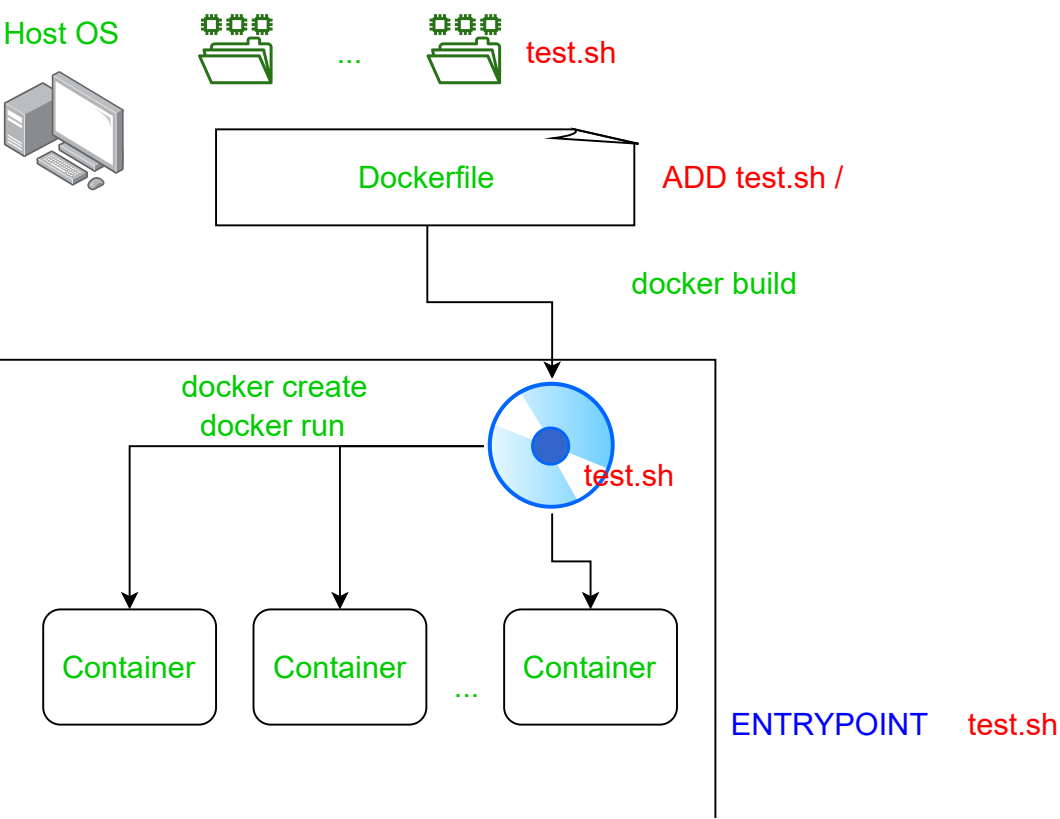 Host OS
...
test.sh
Dockerfile
ADD test.sh /
docker build
docker create
docker run
test.sh
Container
Container
...
Container
ENTRYPOINT test.sh